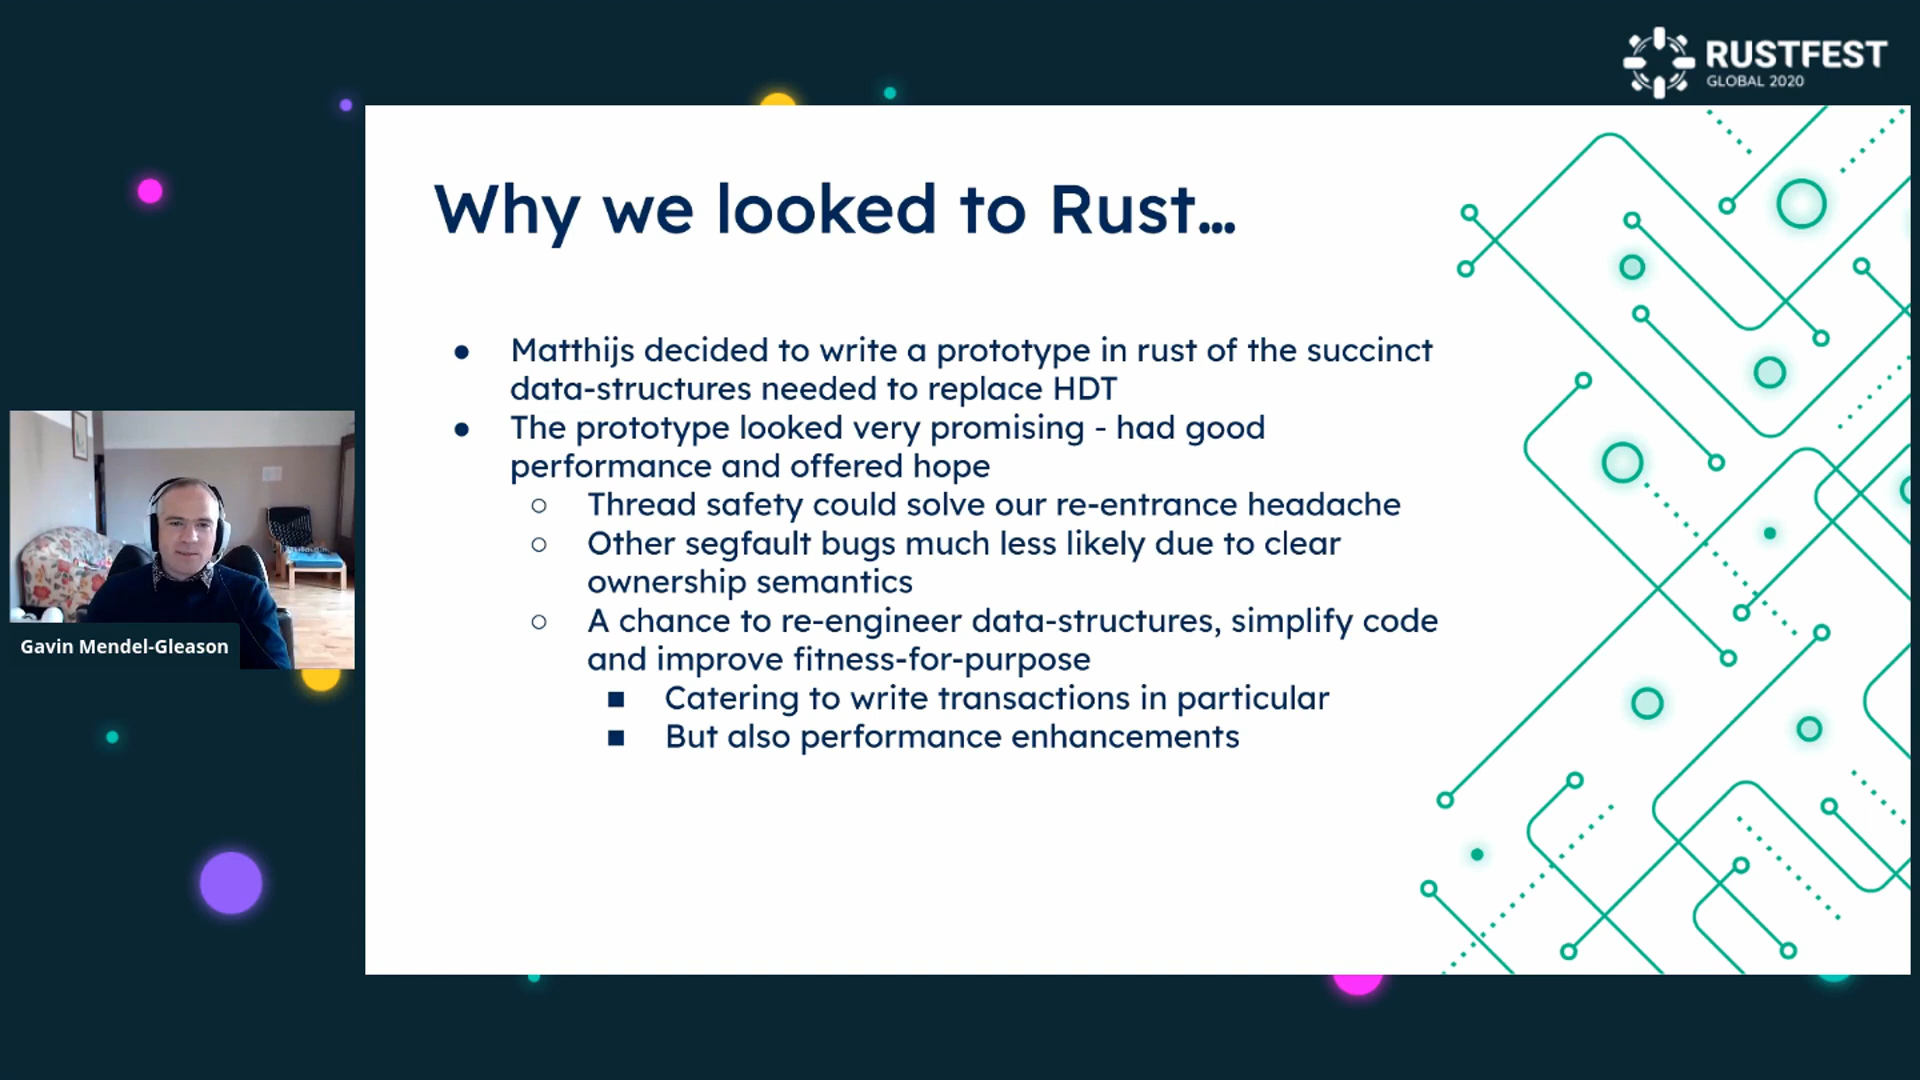 RUSTFEST
GLOBAL 2020
Why we looked to Rust...
● Matthijs decided to write a prototype in rust of the succinct
data-structures needed to replace HDT
● The prototype looked very promising - had good
performance and offered hope
○ Thread safety could solve our re-entrance headache
○ Other segfault bugs much less likely due to clear
ownership semantics
○ A chance to re-engineer data-structures, simplify code
and improve fitness-for-purpose
■ Catering to write transactions in particular
■ But also performance enhancements
Gavin Mendel-Gleason